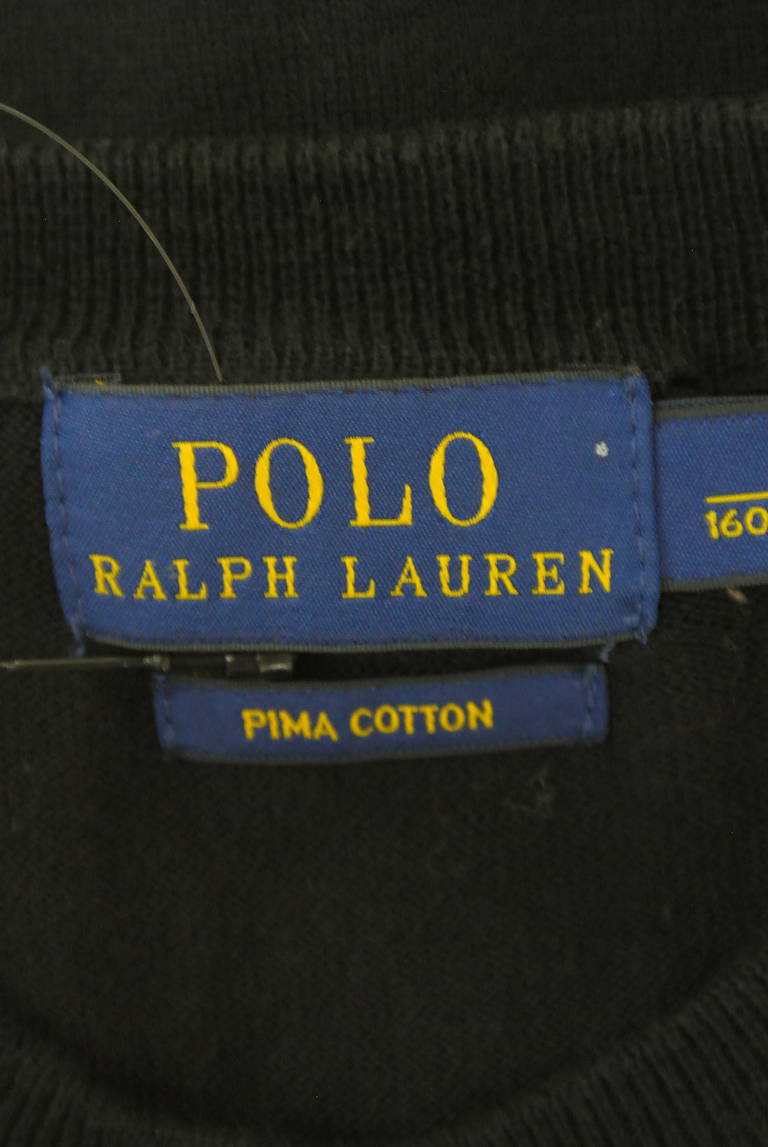 POLO
RALPH LAUREN
160
PIMA COTTON